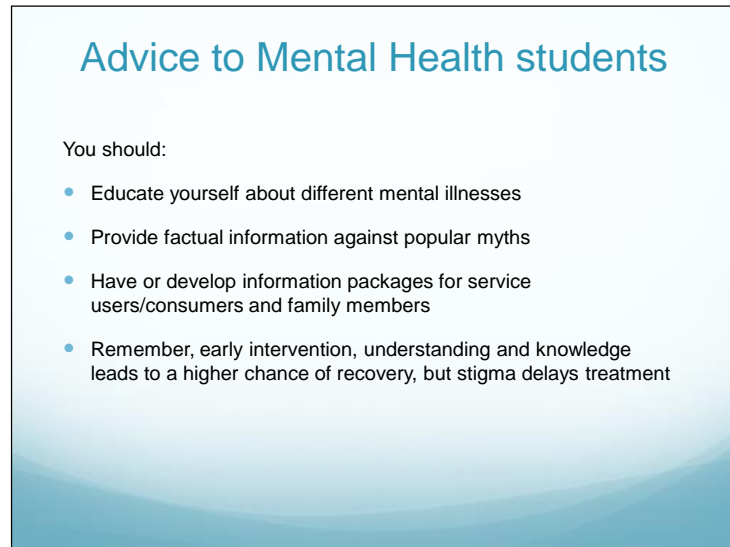 Advice to Mental Health students
You should:
Educate yourself about different mental illnesses
Provide factual information against popular myths
Have or develop information packages for service
users/consumers and family members
Remember, early intervention, understanding and knowledge
leads to a higher chance of recovery, but stigma delays treatment